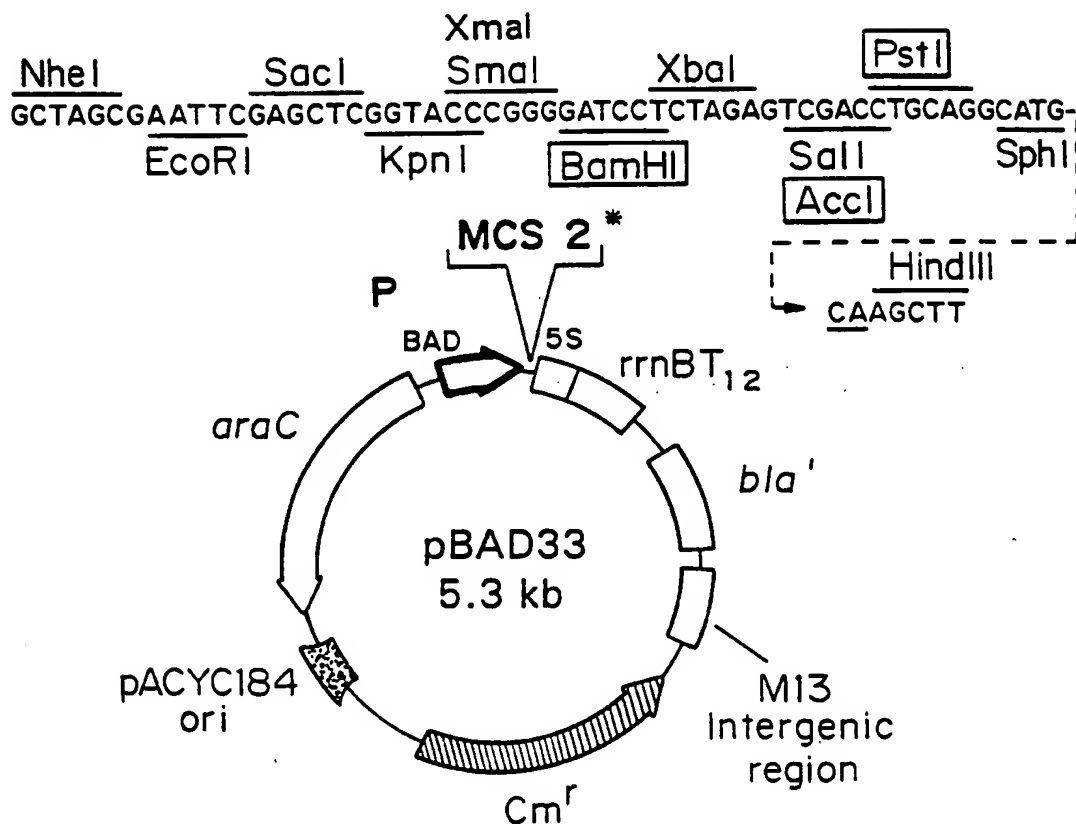 XmaI
NheI SacI SmaI XbaI PstI
GCTAGCGAATTCGAGCTCGGTACCCGGGGATCCTCTAGAGTCGACCTGCAGGCATG-
EcoRI KpnI BamHI SalI SphI
AccI
MCS 2 *
HindIII
CAAGCTT
P
BAD
5S
rrnBT12
araC
bla'
pBAD33
5.3 kb
pACYC184
ori
M13
Intergenic
region
Cm^r